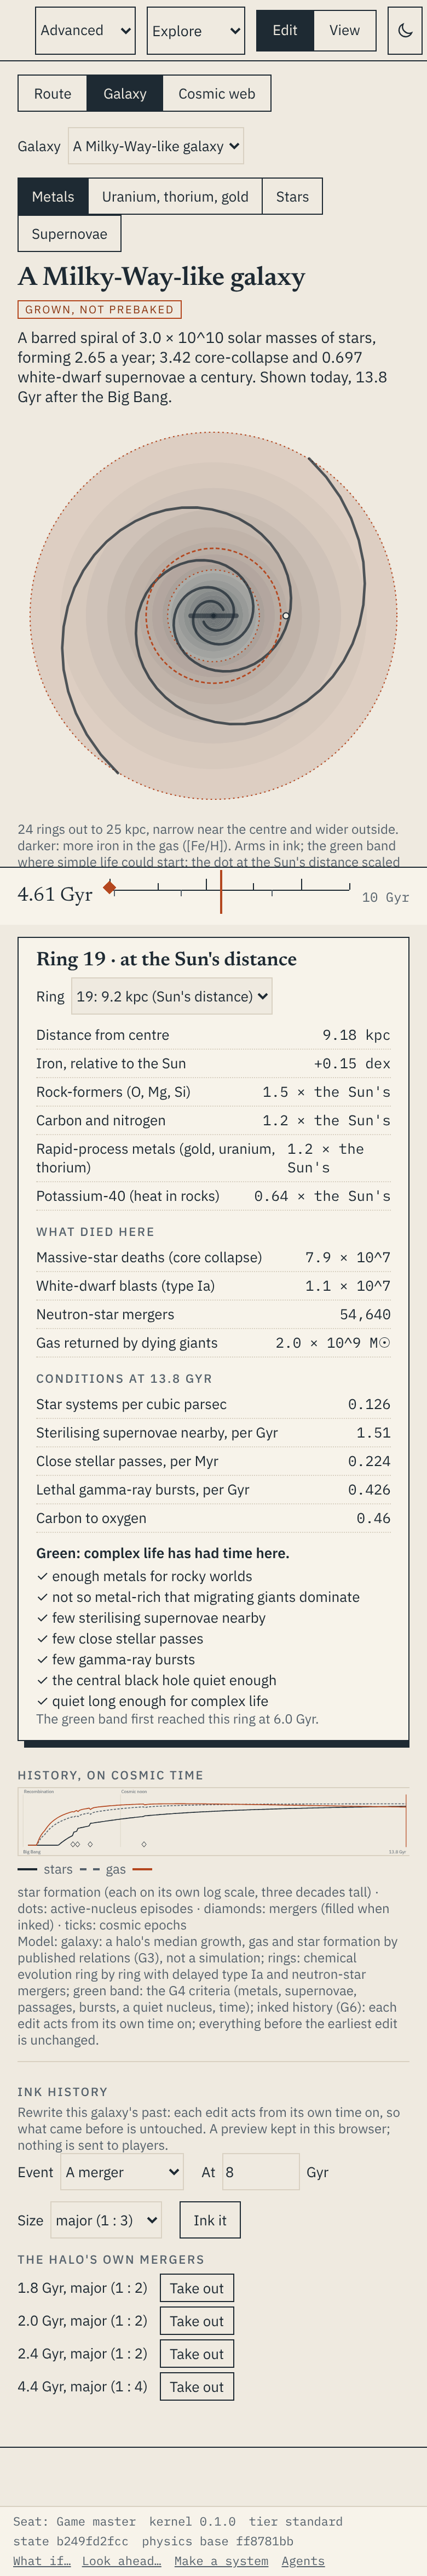 Advanced Explore Edit View
Route Galaxy Cosmic web
Galaxy A Milky-Way-like galaxy
Metals Uranium, thorium, gold Stars
Supernovae
A Milky-Way-like galaxy
GROWN, NOT PREBAKED
A barred spiral of 3.0 × 10^10 solar masses of stars,
forming 2.65 a year; 3.42 core-collapse and 0.697
white-dwarf supernovae a century. Shown today, 13.8
Gyr after the Big Bang.
24 rings out to 25 kpc, narrow near the centre and wider outside.
darker: more iron in the gas ([Fe/H]). Arms in ink; the green band
where simple life could start; the dot at the Sun's distance scaled
4.61 Gyr 10 Gyr
Ring 19 · at the Sun's distance
Ring 19: 9.2 kpc (Sun's distance)
Distance from centre 9.18 kpc
Iron, relative to the Sun +0.15 dex
Rock-formers (O, Mg, Si) 1.5 × the Sun's
Carbon and nitrogen 1.2 × the Sun's
Rapid-process metals (gold, uranium, 1.2 × the
thorium) Sun's
Potassium-40 (heat in rocks) 0.64 × the Sun's
WHAT DIED HERE
Massive-star deaths (core collapse) 7.9 × 10^7
White-dwarf blasts (type Ia) 1.1 × 10^7
Neutron-star mergers 54,640
Gas returned by dying giants 2.0 × 10^9 M☉
CONDITIONS AT 13.8 GYR
Star systems per cubic parsec 0.126
Sterilising supernovae nearby, per Gyr 1.51
Close stellar passes, per Myr 0.224
Lethal gamma-ray bursts, per Gyr 0.426
Carbon to oxygen 0.46
Green: complex life has had time here.
✓ enough metals for rocky worlds
✓ not so metal-rich that migrating giants dominate
✓ few sterilising supernovae nearby
✓ few close stellar passes
✓ few gamma-ray bursts
✓ the central black hole quiet enough
✓ quiet long enough for complex life
The green band first reached this ring at 6.0 Gyr.
HISTORY, ON COSMIC TIME
Recombination Cosmic noon
Big Bang 13.8 Gyr
stars gas
star formation (each on its own log scale, three decades tall) ·
dots: active-nucleus episodes · diamonds: mergers (filled when
inked) · ticks: cosmic epochs
Model: galaxy: a halo's median growth, gas and star formation by
published relations (G3), not a simulation; rings: chemical
evolution ring by ring with delayed type Ia and neutron-star
mergers; green band: the G4 criteria (metals, supernovae,
passages, bursts, a quiet nucleus, time); inked history (G6): each
edit acts from its own time on; everything before the earliest edit
is unchanged.
INK HISTORY
Rewrite this galaxy's past: each edit acts from its own time on, so
what came before is untouched. A preview kept in this browser;
nothing is sent to players.
Event A merger At 8 Gyr
Size major (1 : 3) Ink it
THE HALO'S OWN MERGERS
1.8 Gyr, major (1 : 2) Take out
2.0 Gyr, major (1 : 2) Take out
2.4 Gyr, major (1 : 2) Take out
4.4 Gyr, major (1 : 4) Take out
Seat: Game master kernel 0.1.0 tier standard
state b249fd2fcc physics base ff8781bb
What if… Look ahead… Make a system Agents